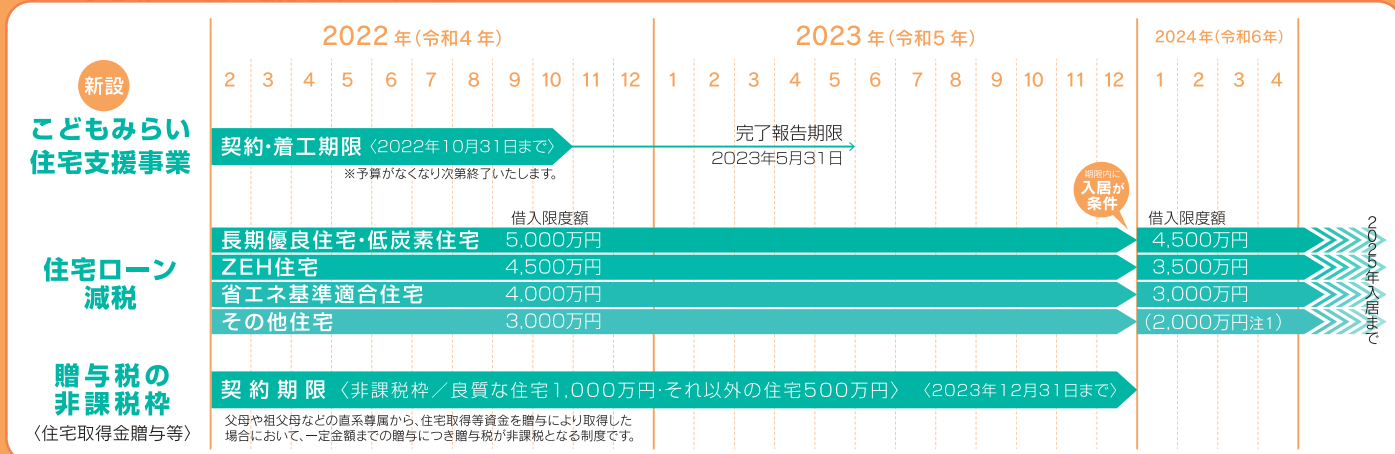 2022年(令和4年)
2023年(令和5年)
2024年(令和6年)
2 3 4 5 6 7 8 9 10 11 12 1 2 3 4 5 6 7 8 9 10 11 12 1 2 3 4
新設
こどもみらい
住宅支援事業
契約・着工期限〈2022年10月31日まで〉
※予算がなくなり次第終了いたします。
完了報告期限
2023年5月31日
期限内に
入居が
条件
住宅ローン
減税
借入限度額
借入限度額
長期優良住宅・低炭素住宅 5,000万円 4,500万円
ZEH住宅 4,500万円 3,500万円
省エネ基準適合住宅 4,000万円 3,000万円
その他住宅 3,000万円 (2,000万円注1)
2025年入居まで
贈与税の
非課税枠
〈住宅取得金贈与等〉
契約期限〈非課税枠/良質な住宅1,000万円・それ以外の住宅500万円〉〈2023年12月31日まで〉
父母や祖父母などの直系尊属から、住宅取得等資金を贈与により取得した
場合において、一定金額までの贈与につき贈与税が非課税となる制度です。